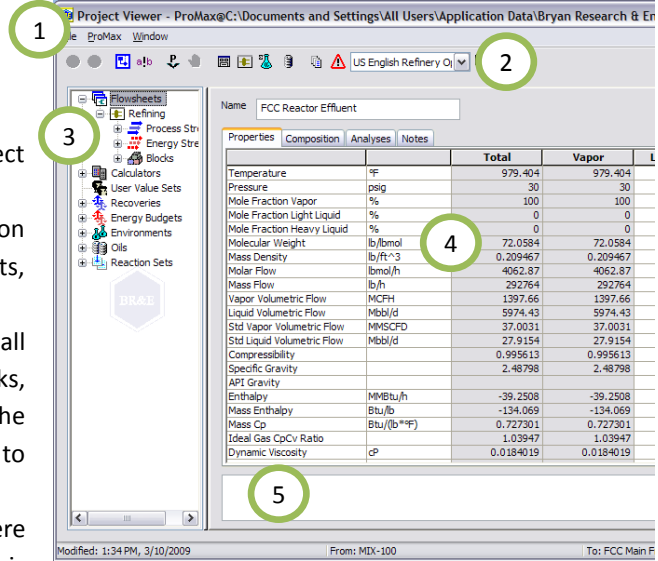 1
Project Viewer - ProMax@C:\Documents and Settings\All Users\Application Data\Bryan Research & En
le ProMax Window
a!b P US English Refinery Op 2
3
Flowsheets
Refining
Process Stre
Energy Stre
Blocks
Calculators
User Value Sets
Recoveries
Energy Budgets
Environments
Oils
Reaction Sets
BR&E
ect
on
ts,
all
ks,
he
to
ere
Name FCC Reactor Effluent
Properties Composition Analyses Notes
Total Vapor L
Temperature °F 979.404 979.404
Pressure psig 30 30
Mole Fraction Vapor % 100 100
Mole Fraction Light Liquid % 0 0
Mole Fraction Heavy Liquid % 0 0
Molecular Weight lb/lbmol 72.0584 72.0584
4
Mass Density lb/ft^3 0.209467 0.209467
Molar Flow lbmol/h 4062.87 4062.87
Mass Flow lb/h 292764 292764
Vapor Volumetric Flow MCFH 1397.66 1397.66
Liquid Volumetric Flow Mbbl/d 5974.43 5974.43
Std Vapor Volumetric Flow MMSCFD 37.0031 37.0031
Std Liquid Volumetric Flow Mbbl/d 27.9154 27.9154
Compressibility 0.995613 0.995613
Specific Gravity 2.48798 2.48798
API Gravity
Enthalpy MMBtu/h -39.2508 -39.2508
Mass Enthalpy Btu/lb -134.069 -134.069
Mass Cp Btu/(lb*°F) 0.727301 0.727301
Ideal Gas CpCv Ratio 1.03947 1.03947
Dynamic Viscosity cP 0.0184019 0.0184019
5
Modified: 1:34 PM, 3/10/2009 From: MIX-100 To: FCC Main F